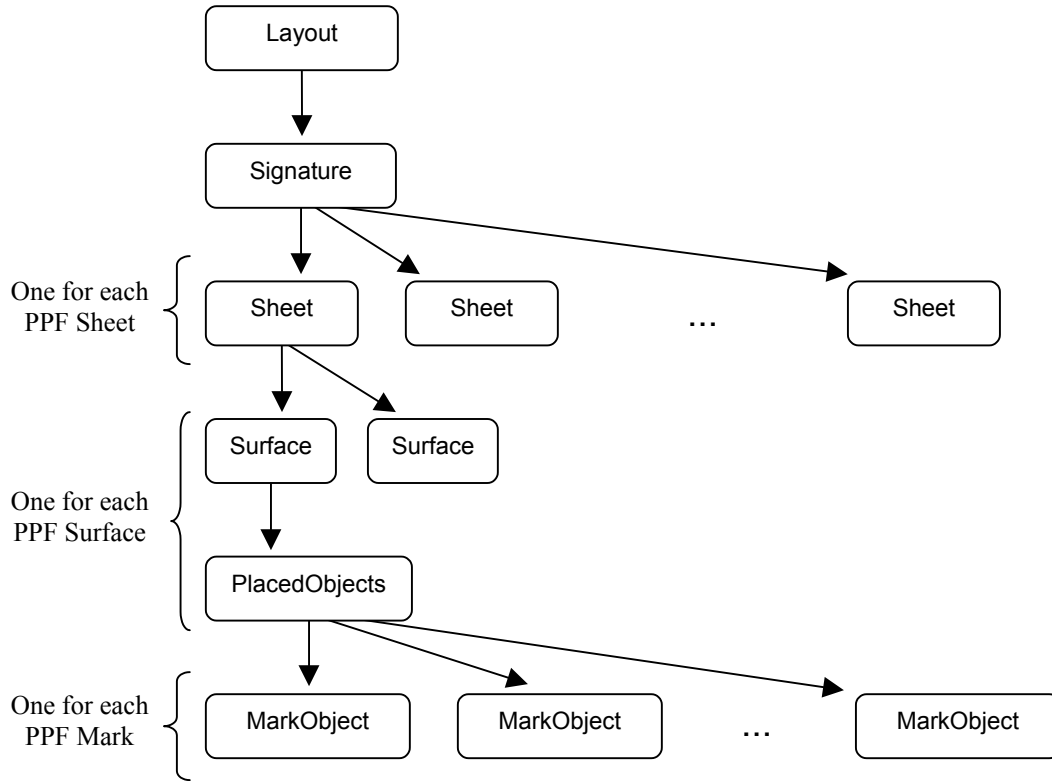 Layout
Signature
One for each
PPF Sheet
Sheet
Sheet
...
Sheet
One for each
PPF Surface
Surface
Surface
PlacedObjects
One for each
PPF Mark
MarkObject
MarkObject
...
MarkObject